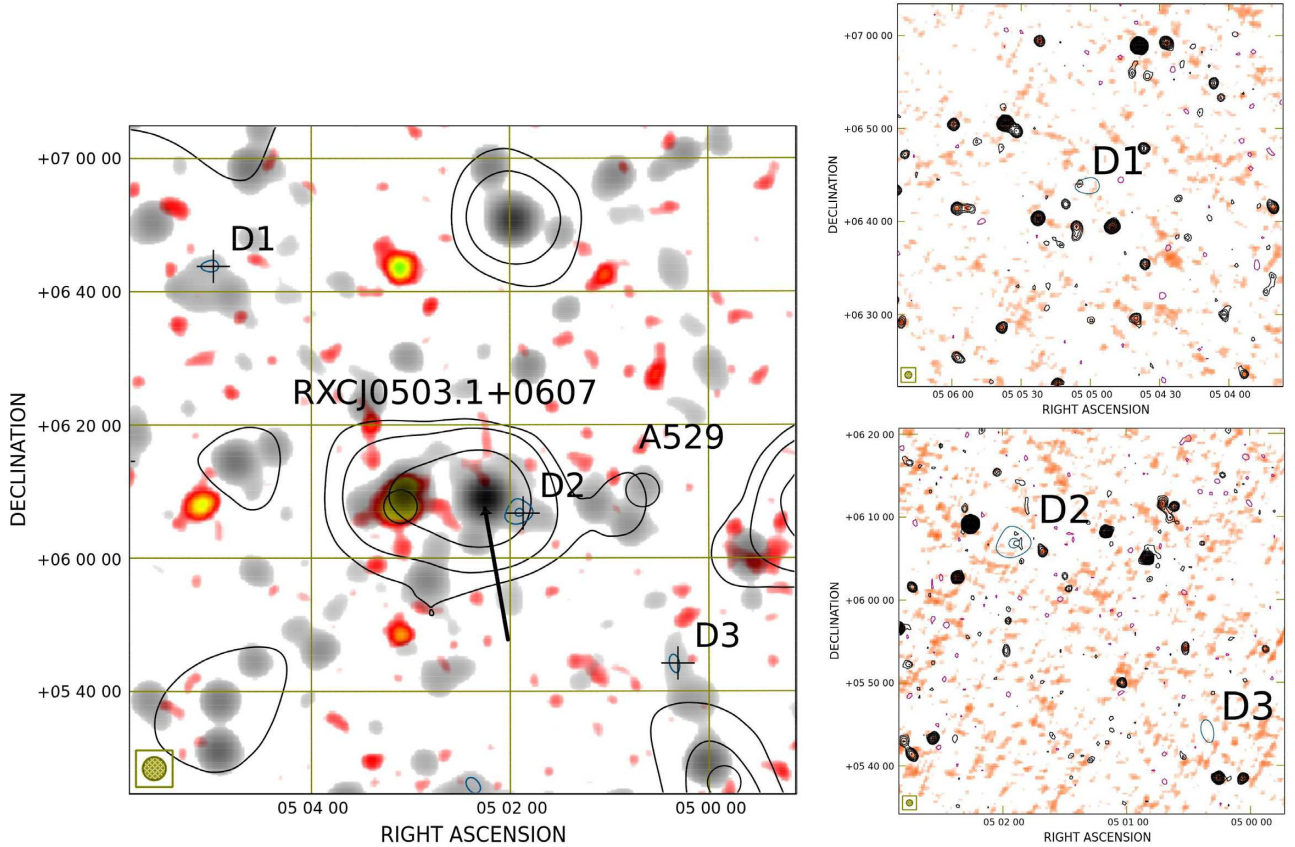 +07 00 00
D1
+06 40 00
RXCJ0503.1+0607
+06 20 00
A529
D2
+06 00 00
D3
+05 40 00
DECLINATION
05 04 00
05 02 00
05 00 00
RIGHT ASCENSION
+07 00 00
+06 50 00
D1
+06 40 00
+06 30 00
DECLINATION
05 06 00
05 05 30
05 05 00
05 04 30
05 04 00
RIGHT ASCENSION
+06 20 00
D2
+06 10 00
+06 00 00
+05 50 00
D3
+05 40 00
DECLINATION
05 02 00
05 01 00
05 00 00
RIGHT ASCENSION